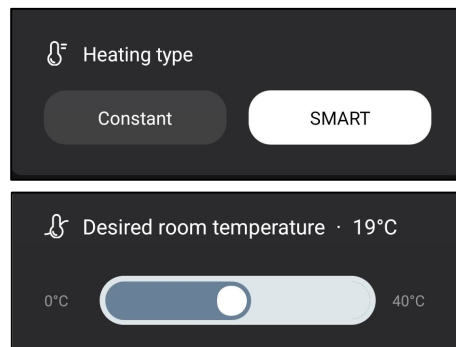 Heating type
Constant SMART
Desired room temperature · 19°C
0°C 40°C